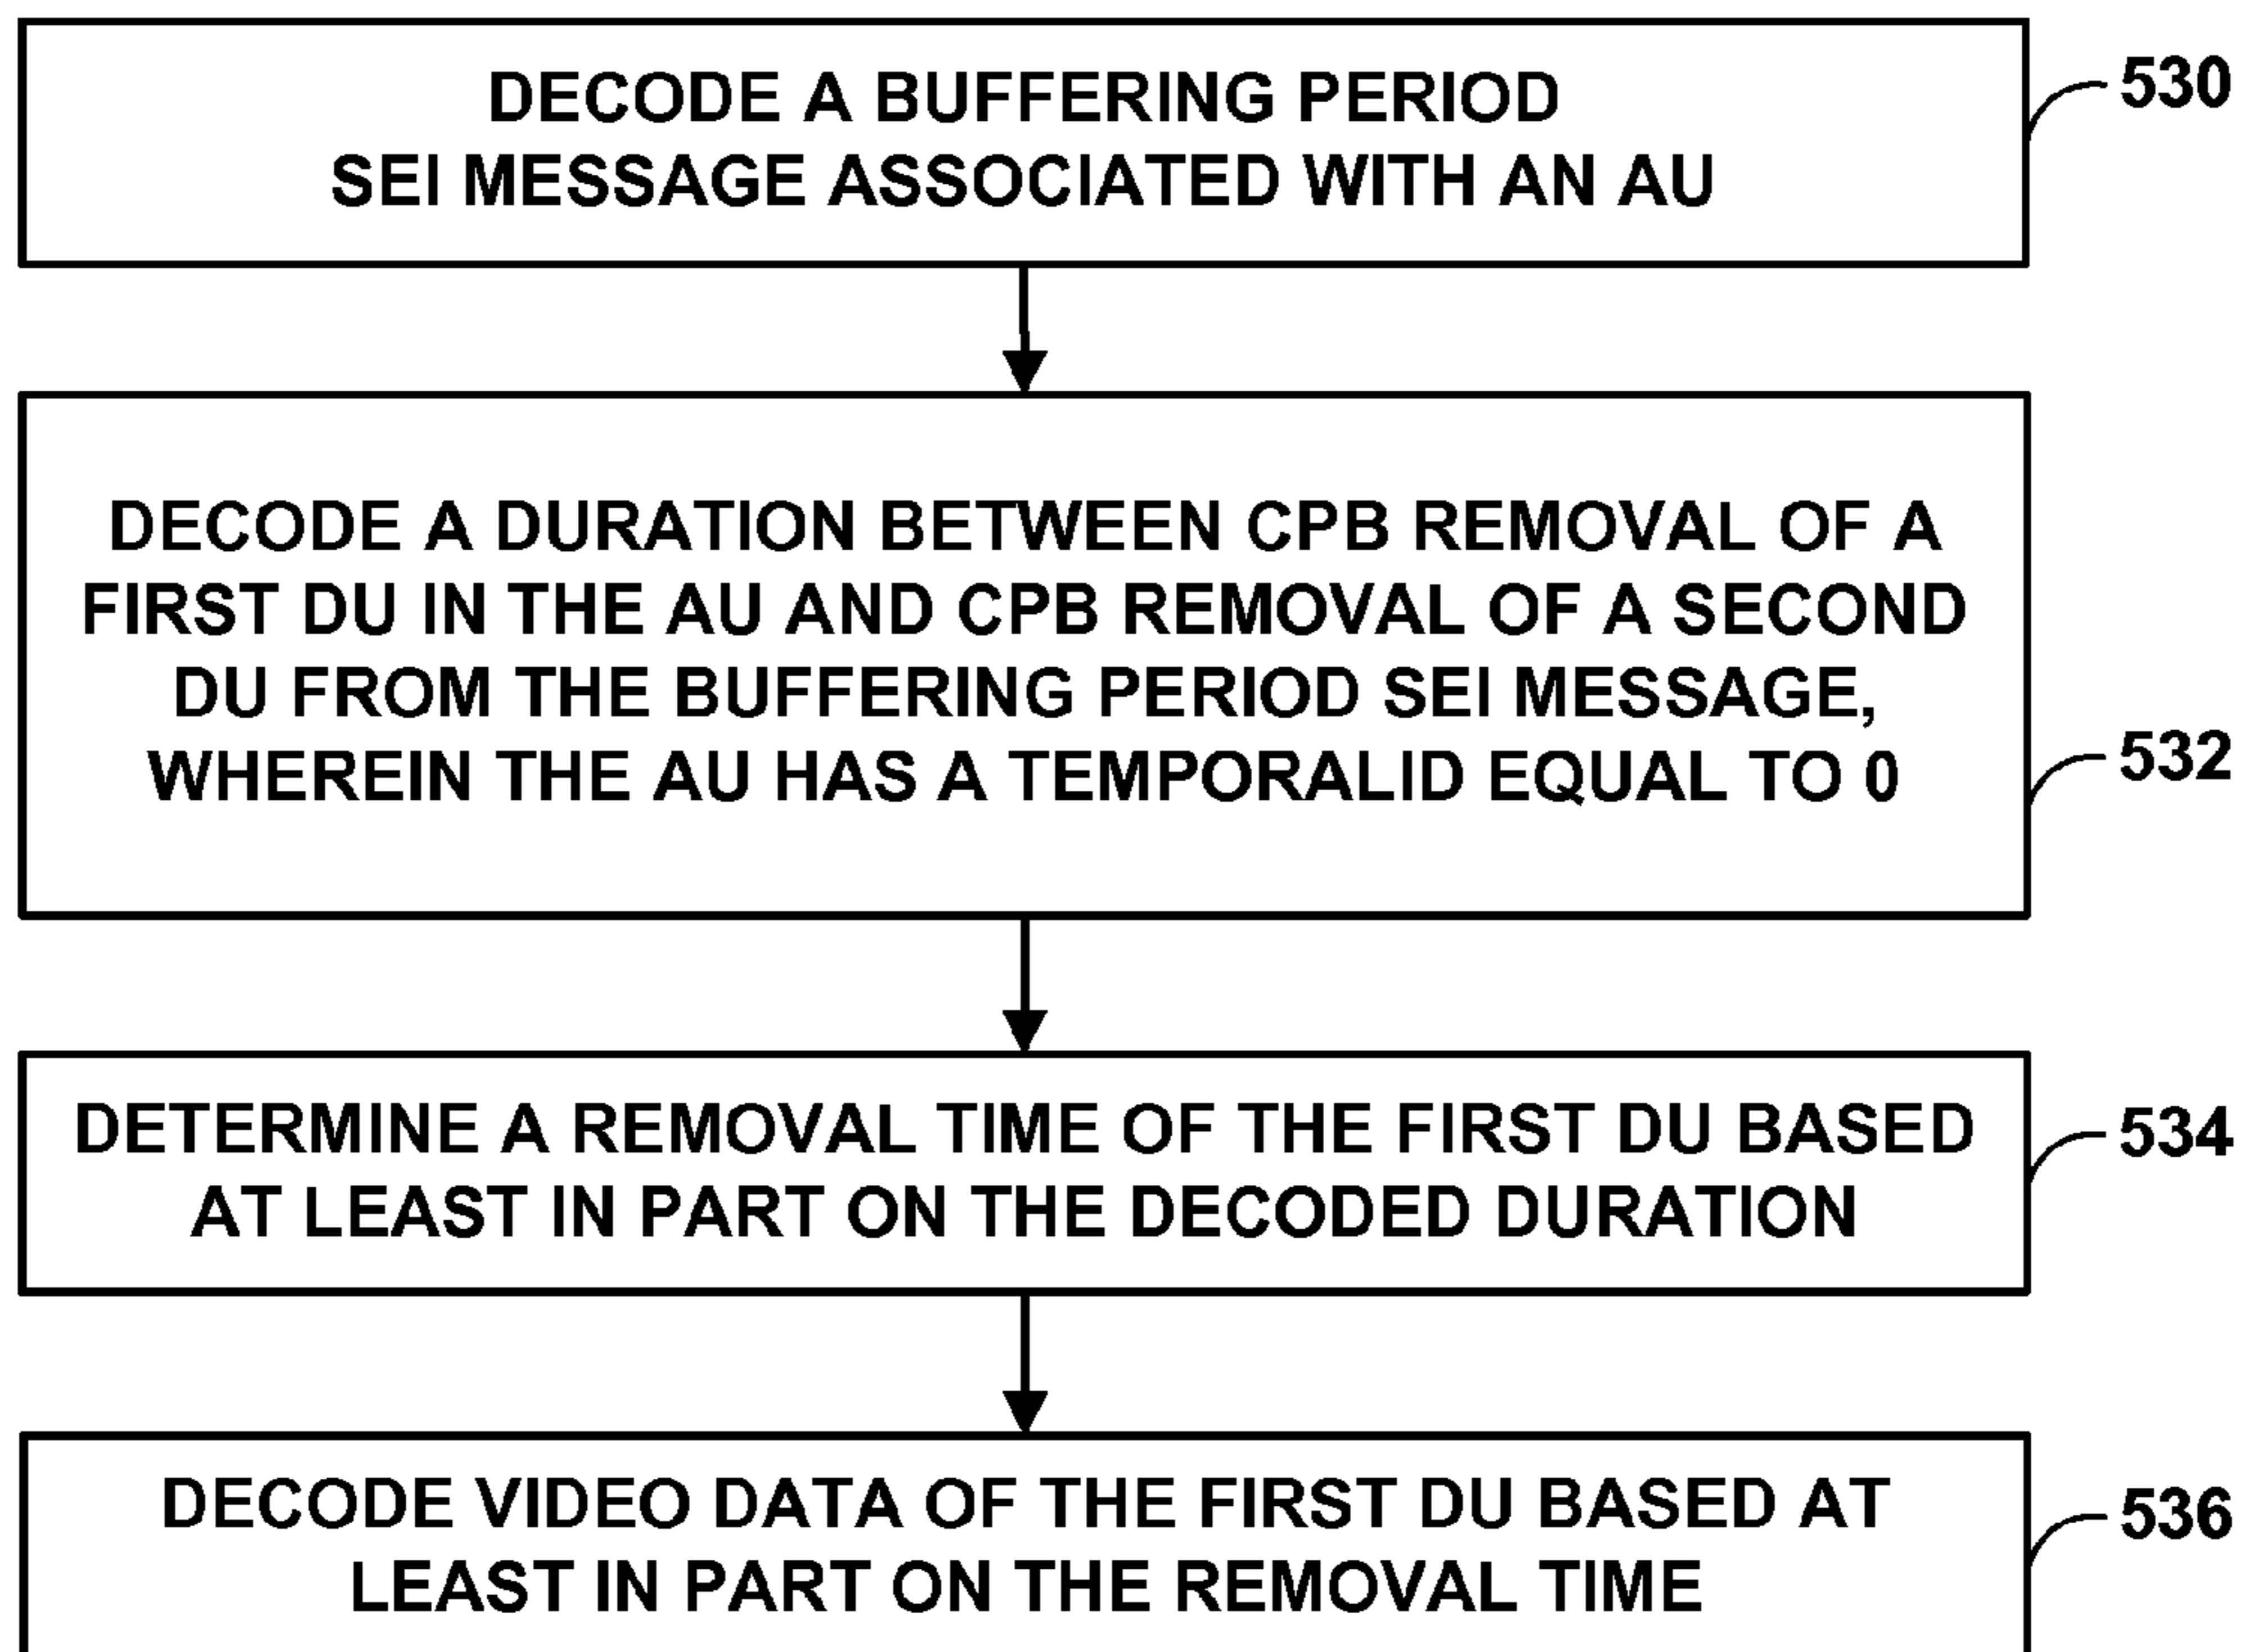 DECODE A BUFFERING PERIOD
SEI MESSAGE ASSOCIATED WITH AN AU
530
DECODE A DURATION BETWEEN CPB REMOVAL OF A
FIRST DU IN THE AU AND CPB REMOVAL OF A SECOND
DU FROM THE BUFFERING PERIOD SEI MESSAGE,
WHEREIN THE AU HAS A TEMPORALID EQUAL TO 0
532
DETERMINE A REMOVAL TIME OF THE FIRST DU BASED
AT LEAST IN PART ON THE DECODED DURATION
534
DECODE VIDEO DATA OF THE FIRST DU BASED AT
LEAST IN PART ON THE REMOVAL TIME
536